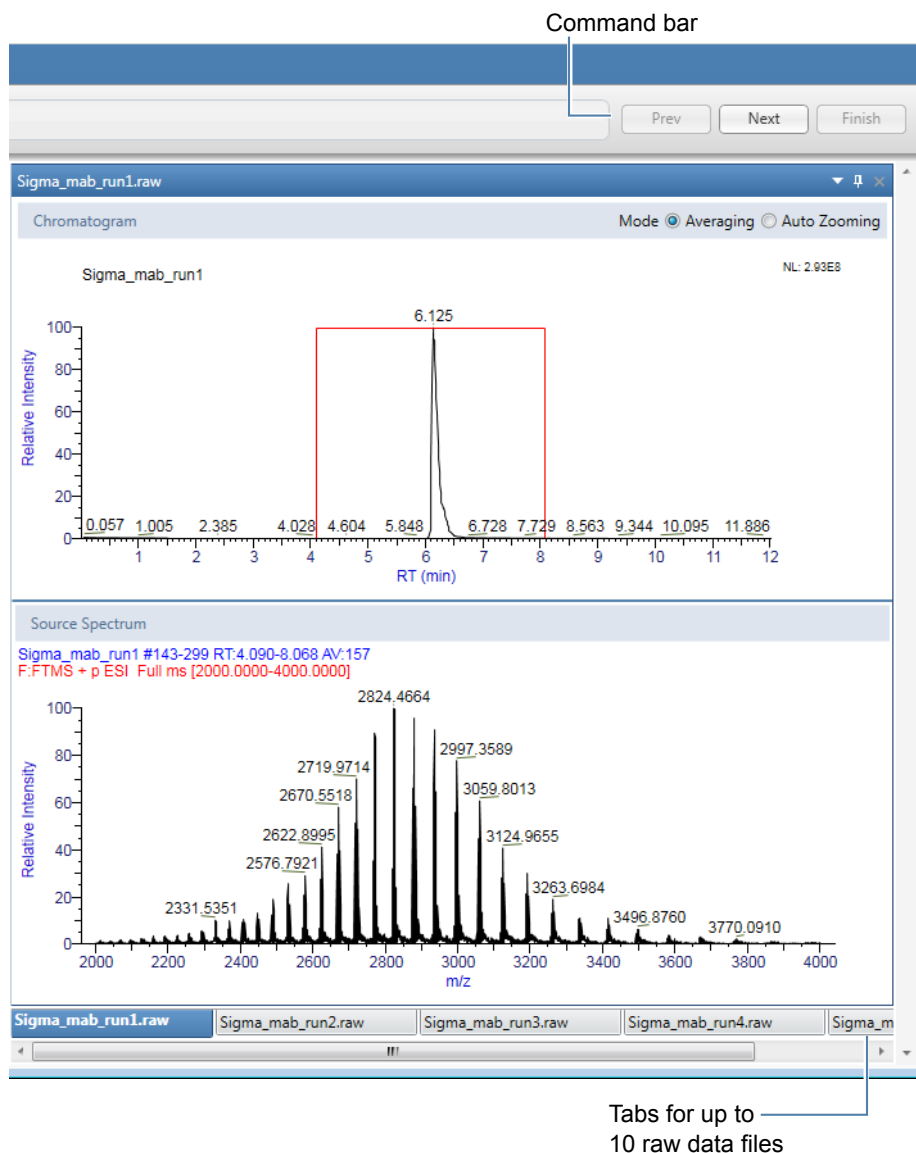 Command bar
Prev Next Finish
Sigma_mab_run1.raw
Chromatogram Mode Averaging Auto Zooming
Sigma_mab_run1 NL: 2.93E8
6.125
100
80
60
40
20
0
Relative Intensity
0.057 1.005 2.385 4.028 4.604 5.848 6.728 7.729 8.563 9.344 10.095 11.886
1 2 3 4 5 6 7 8 9 10 11 12
RT (min)
Source Spectrum
Sigma_mab_run1 #143-299 RT:4.090-8.068 AV:157
F:FTMS + p ESI Full ms [2000.0000-4000.0000]
100
80
60
40
20
0
Relative Intensity
2824.4664
2997.3589
2719.9714
3059.8013
2670.5518
2622.8995
3124.9655
2576.7921
3263.6984
2331.5351
3496.8760
3770.0910
2000 2200 2400 2600 2800 3000 3200 3400 3600 3800 4000
m/z
Sigma_mab_run1.raw Sigma_mab_run2.raw Sigma_mab_run3.raw Sigma_mab_run4.raw Sigma_m
Tabs for up to
10 raw data files